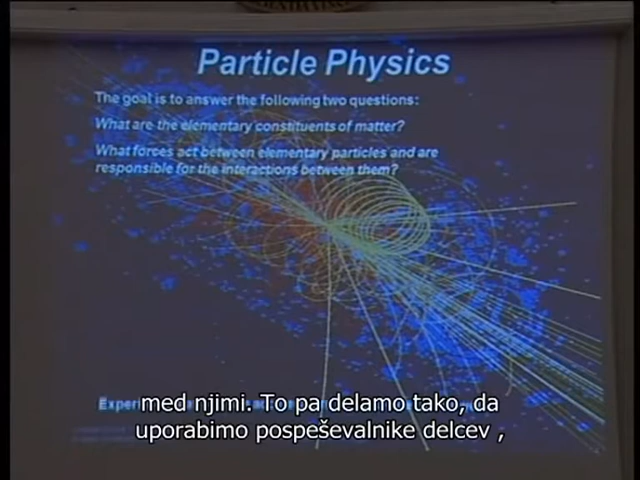 Particle Physics
The goal is to answer the following two questions:
What are the elementary constituents of matter?
What forces act between elementary particles and are
responsible for the interactions between them?
med njimi. To pa delamo tako, da
uporabimo pospeševalnike delcev ,